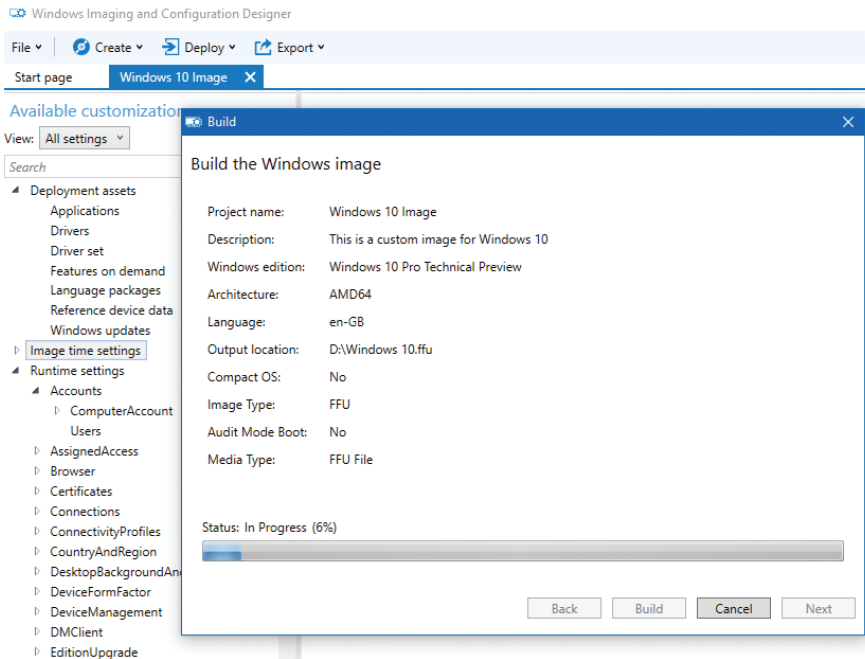 Windows Imaging and Configuration Designer
File Create Deploy Export
Start page Windows 10 Image
Available customization
View: All settings
Search
Deployment assets
Applications
Drivers
Driver set
Features on demand
Language packages
Reference device data
Windows updates
Image time settings
Runtime settings
Accounts
ComputerAccount
Users
AssignedAccess
Browser
Certificates
Connections
ConnectivityProfiles
CountryAndRegion
DesktopBackgroundAn
DeviceFormFactor
DeviceManagement
DMClient
EditionUpgrade
Build
Build the Windows image
Project name: Windows 10 Image
Description: This is a custom image for Windows 10
Windows edition: Windows 10 Pro Technical Preview
Architecture: AMD64
Language: en-GB
Output location: D:\Windows 10.ffu
Compact OS: No
Image Type: FFU
Audit Mode Boot: No
Media Type: FFU File
Status: In Progress (6%)
Back Build Cancel Next